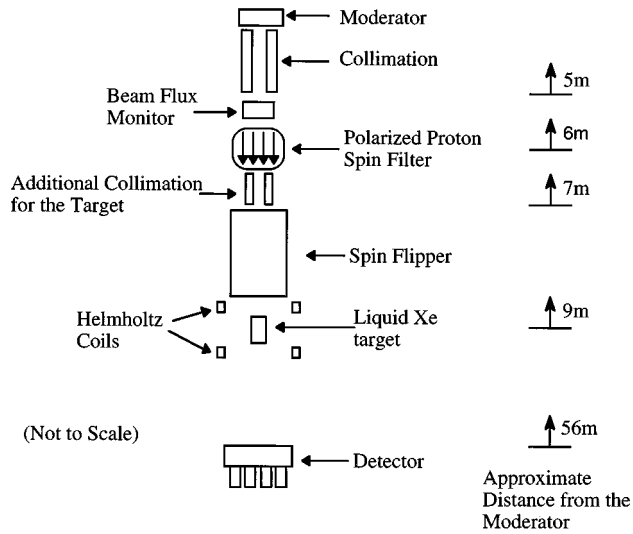 Moderator
Collimation
5m
Beam Flux
Monitor
6m
Polarized Proton
Spin Filter
Additional Collimation
for the Target
7m
Spin Flipper
Helmholtz
Coils
Liquid Xe
target
9m
(Not to Scale)
56m
Detector
Approximate
Distance from the
Moderator